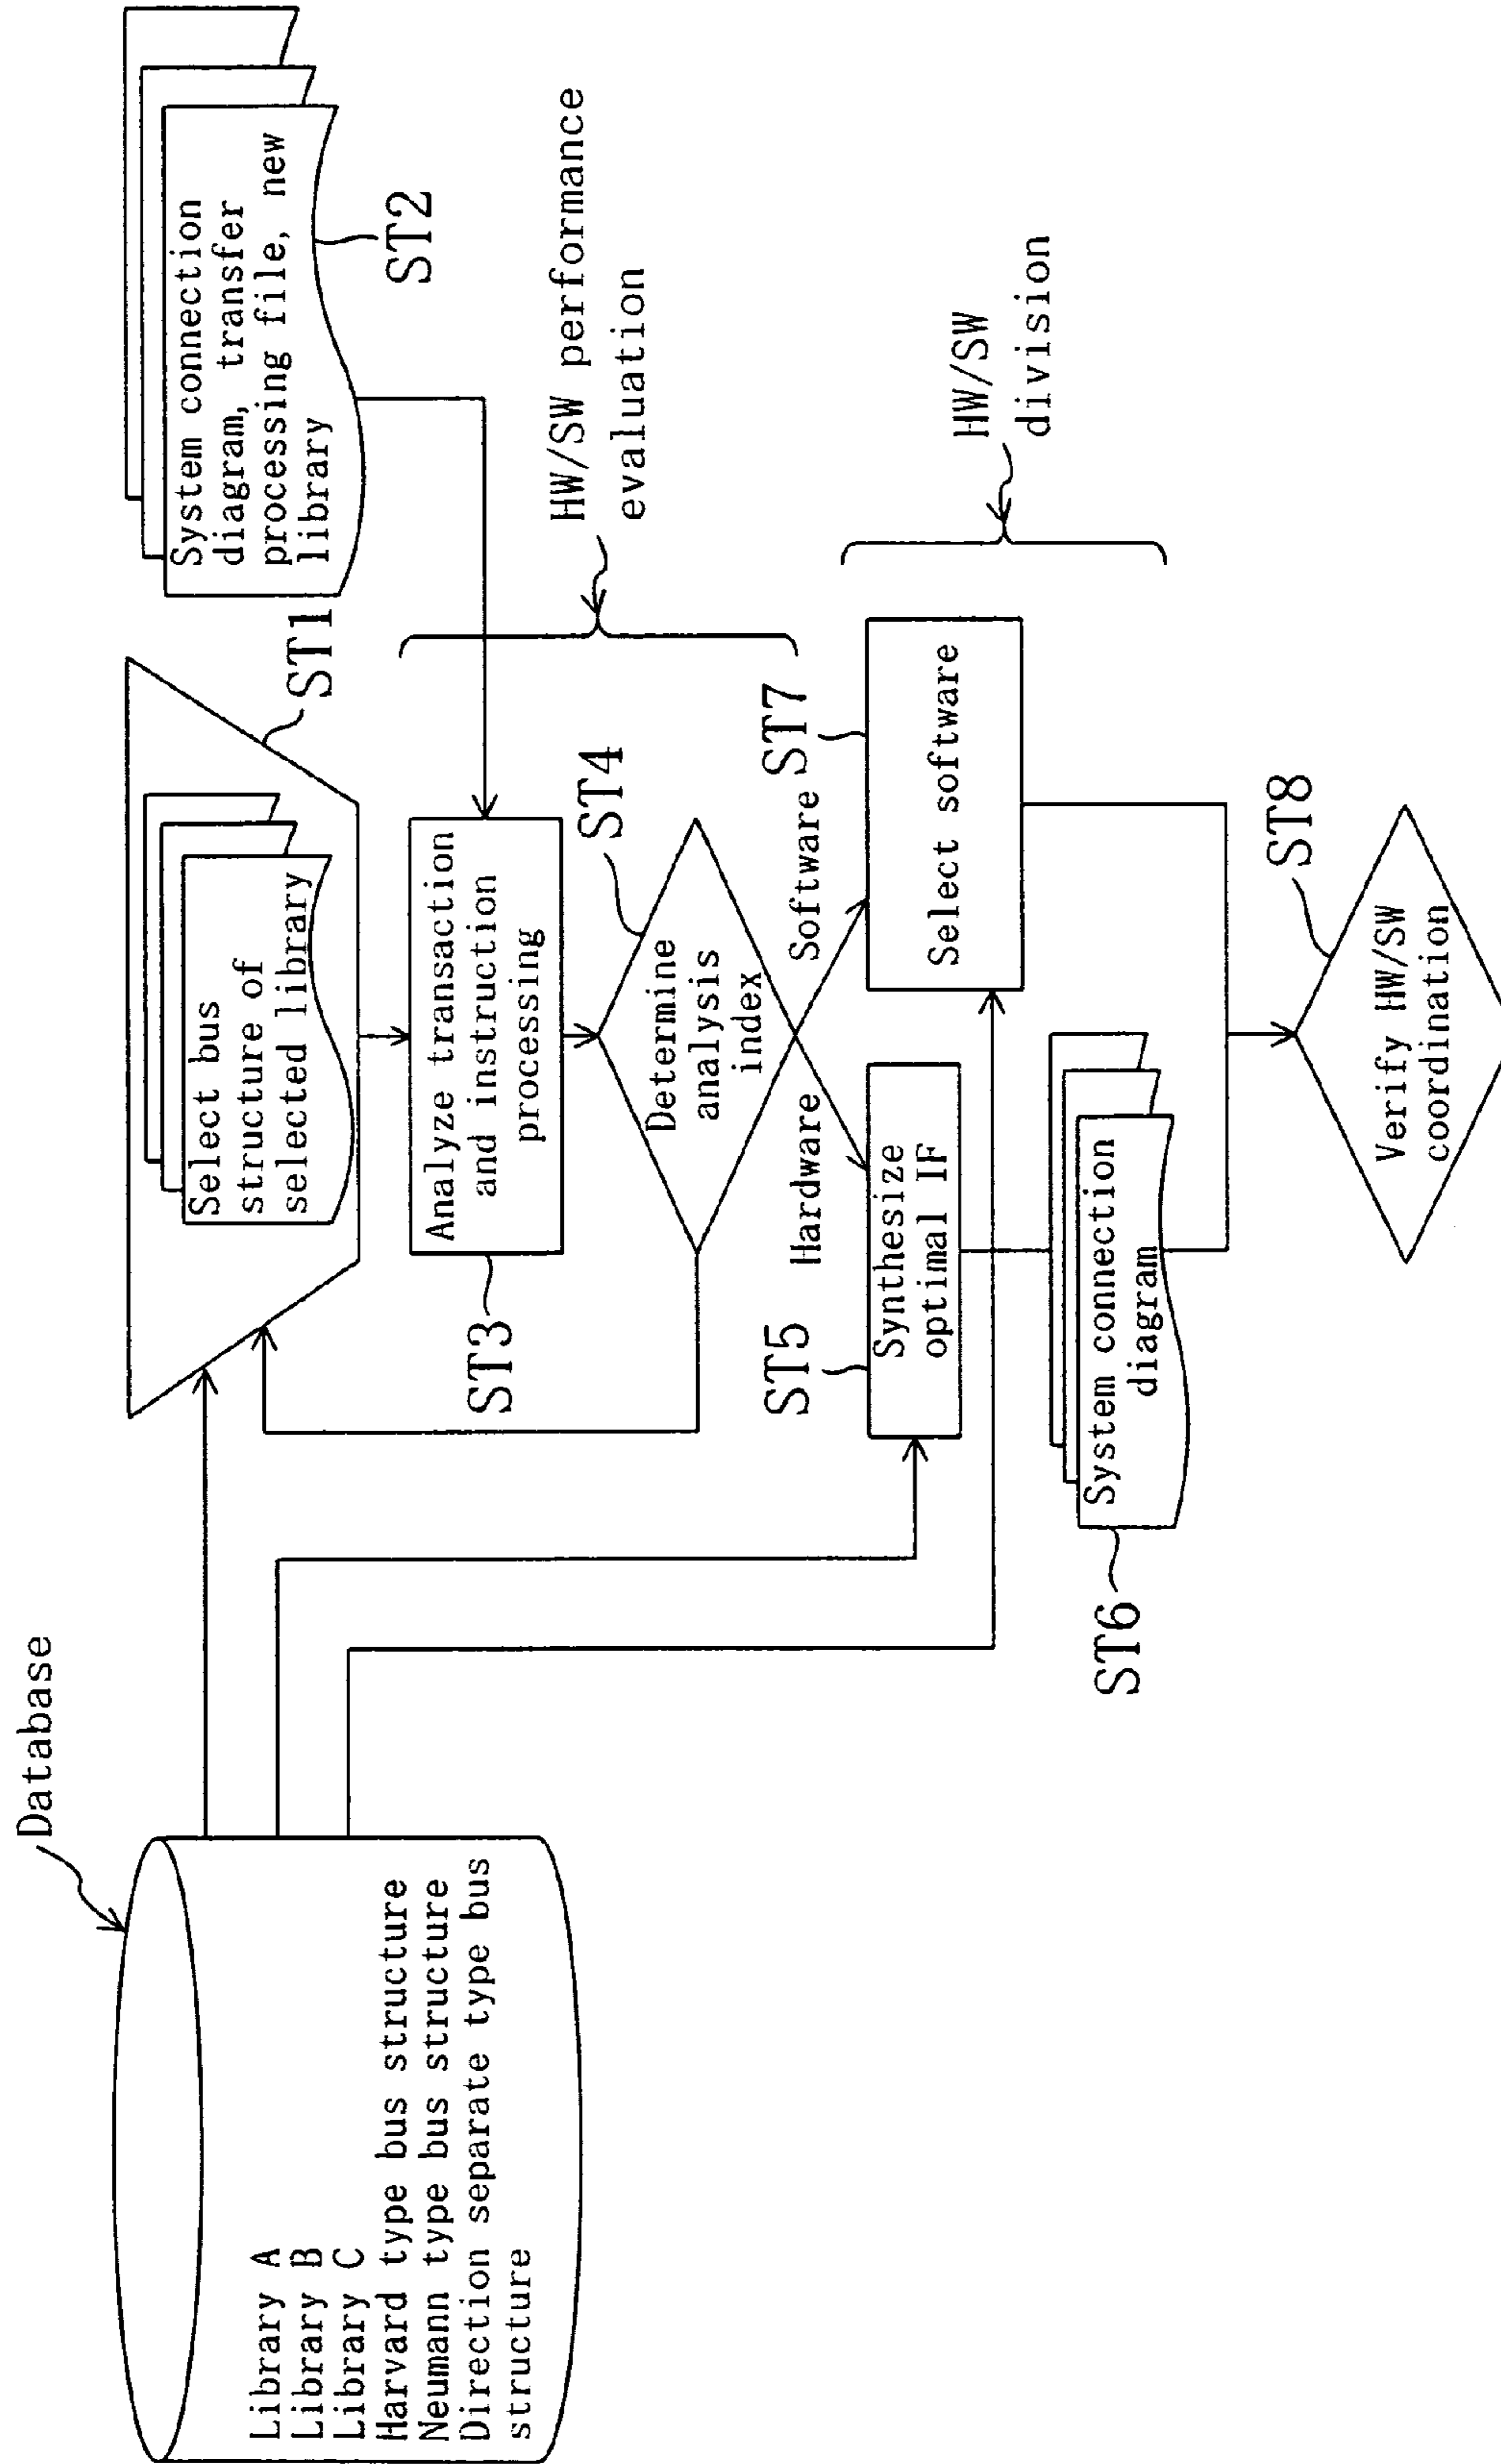 Database
Library A
Library B
Library C
Harvard type bus structure
Neumann type bus structure
Direction separate type bus
structure
Select bus
structure of
selected library
ST1
System connection
diagram, transfer
processing file, new
library
ST2
Analyze transaction
and instruction
processing
ST3
HW/SW performance
evaluation
Determine
analysis
index
ST4
Hardware
Software
ST5
Synthesize
optimal IF
ST7
Select software
HW/SW
division
System connection
diagram
ST6
ST8
Verify HW/SW
coordination